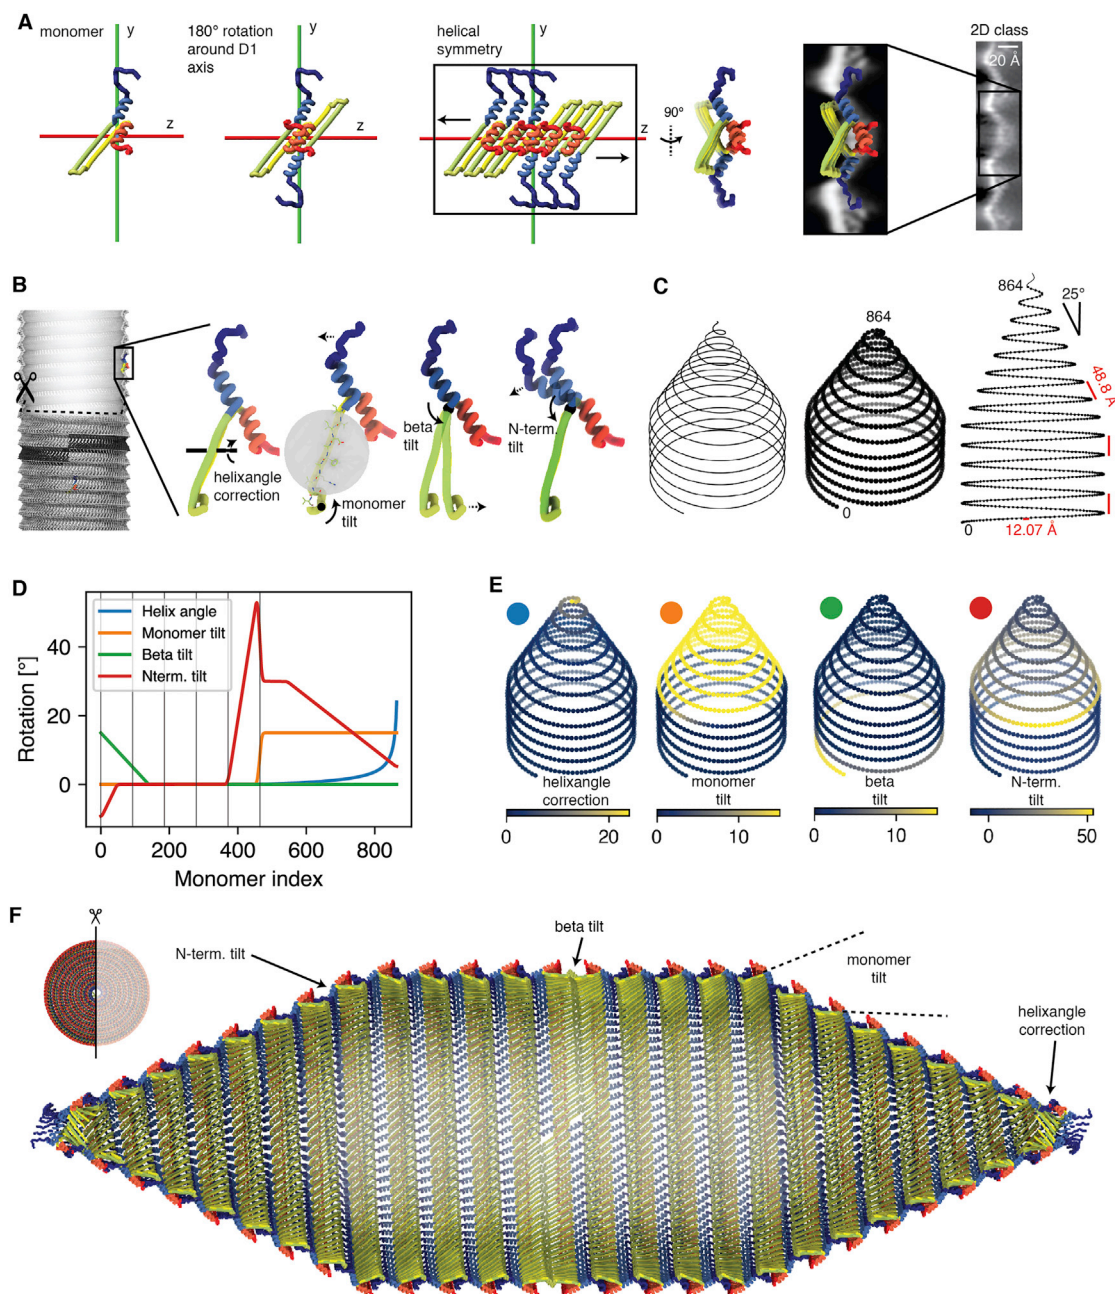 A
monomer
y
z
180° rotation
around D1
axis
y
z
helical
symmetry
y
z
90°
2D class
20 Å
B
helixangle
correction
monomer
tilt
beta
tilt
N-term.
tilt
C
864
0
864
25°
48.8 Å
0
12.07 Å
D
Helix angle
Monomer tilt
Beta tilt
Nterm. tilt
Rotation [°]
40
20
0
0
200
400
600
800
Monomer index
E
helixangle
correction
0
20
monomer
tilt
0
10
beta
tilt
0
10
N-term.
tilt
0
50
F
N-term. tilt
beta tilt
monomer
tilt
helixangle
correction